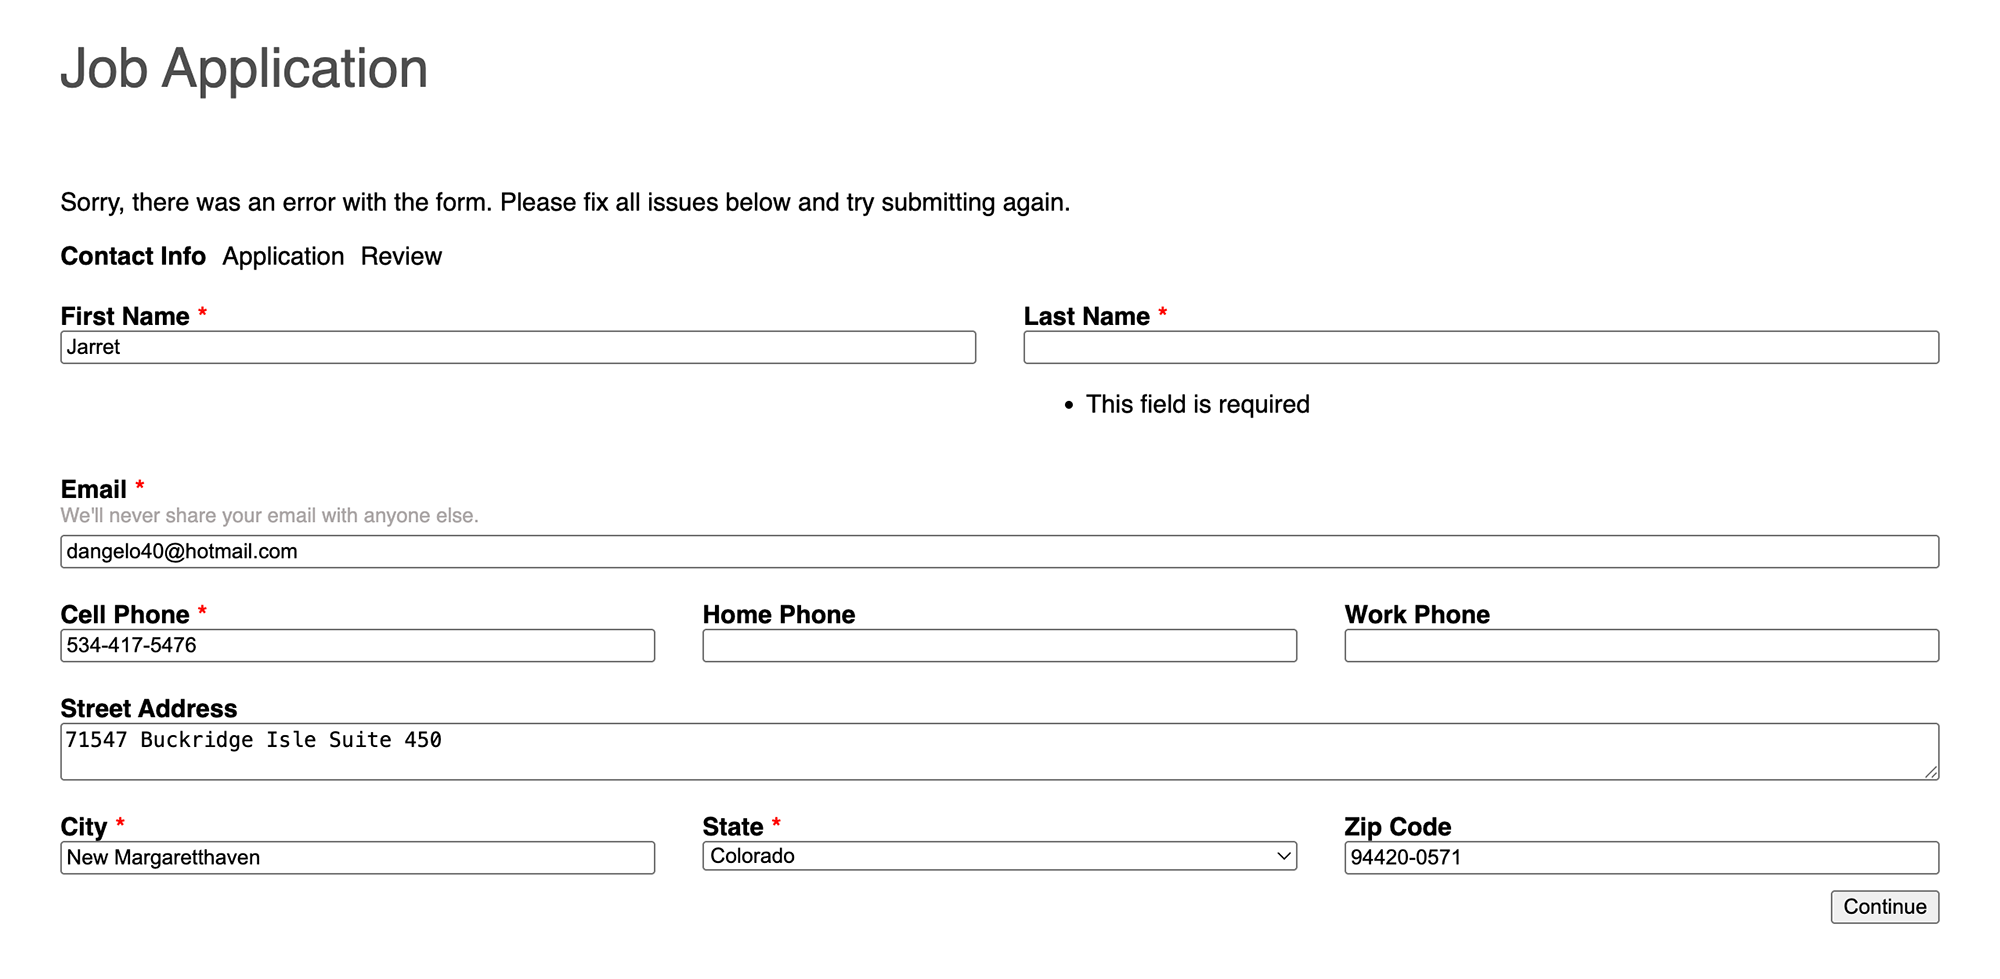 Job Application
Sorry, there was an error with the form. Please fix all issues below and try submitting again.
Contact Info Application Review
First Name * Last Name *
Jarret
• This field is required
Email *
We'll never share your email with anyone else.
dangelo40@hotmail.com
Cell Phone * Home Phone Work Phone
534-417-5476
Street Address
71547 Buckridge Isle Suite 450
City * State * Zip Code
New Margaretthaven Colorado 94420-0571
Continue